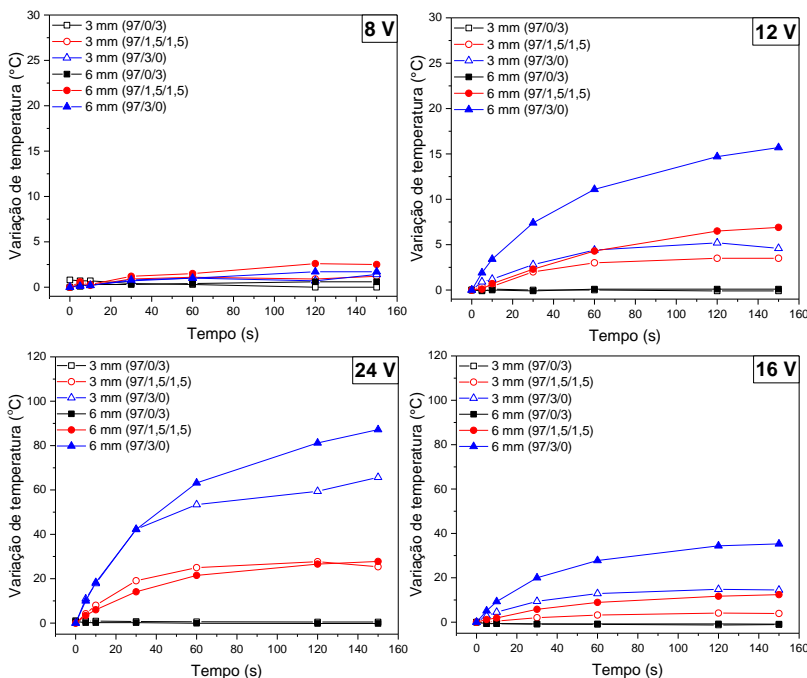 8 V
3 mm (97/0/3)
3 mm (97/1,5/1,5)
3 mm (97/3/0)
6 mm (97/0/3)
6 mm (97/1,5/1,5)
6 mm (97/3/0)
Variação de temperatura (°C)
30
25
20
15
10
5
0
0 20 40 60 80 100 120 140 160
Tempo (s)
12 V
3 mm (97/0/3)
3 mm (97/1,5/1,5)
3 mm (97/3/0)
6 mm (97/0/3)
6 mm (97/1,5/1,5)
6 mm (97/3/0)
Variação de temperatura (°C)
30
25
20
15
10
5
0
0 20 40 60 80 100 120 140 160
Tempo (s)
24 V
3 mm (97/0/3)
3 mm (97/1,5/1,5)
3 mm (97/3/0)
6 mm (97/0/3)
6 mm (97/1,5/1,5)
6 mm (97/3/0)
Variação de temperatura (°C)
120
100
80
60
40
20
0
0 20 40 60 80 100 120 140 160
Tempo (s)
16 V
3 mm (97/0/3)
3 mm (97/1,5/1,5)
3 mm (97/3/0)
6 mm (97/0/3)
6 mm (97/1,5/1,5)
6 mm (97/3/0)
Variação de temperatura (°C)
120
100
80
60
40
20
0
0 20 40 60 80 100 120 140 160
Tempo (s)